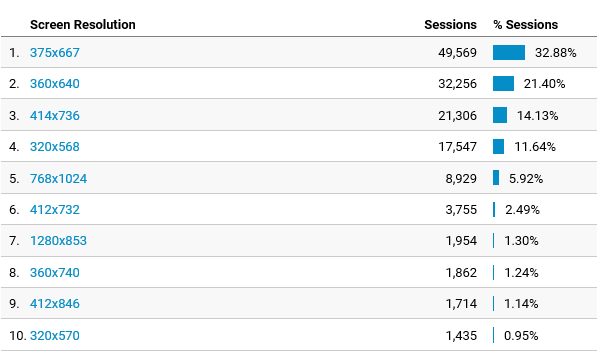 Screen Resolution Sessions % Sessions
1. 375x667 49,569 32.88%
2. 360x640 32,256 21.40%
3. 414x736 21,306 14.13%
4. 320x568 17,547 11.64%
5. 768x1024 8,929 5.92%
6. 412x732 3,755 2.49%
7. 1280x853 1,954 1.30%
8. 360x740 1,862 1.24%
9. 412x846 1,714 1.14%
10. 320x570 1,435 0.95%